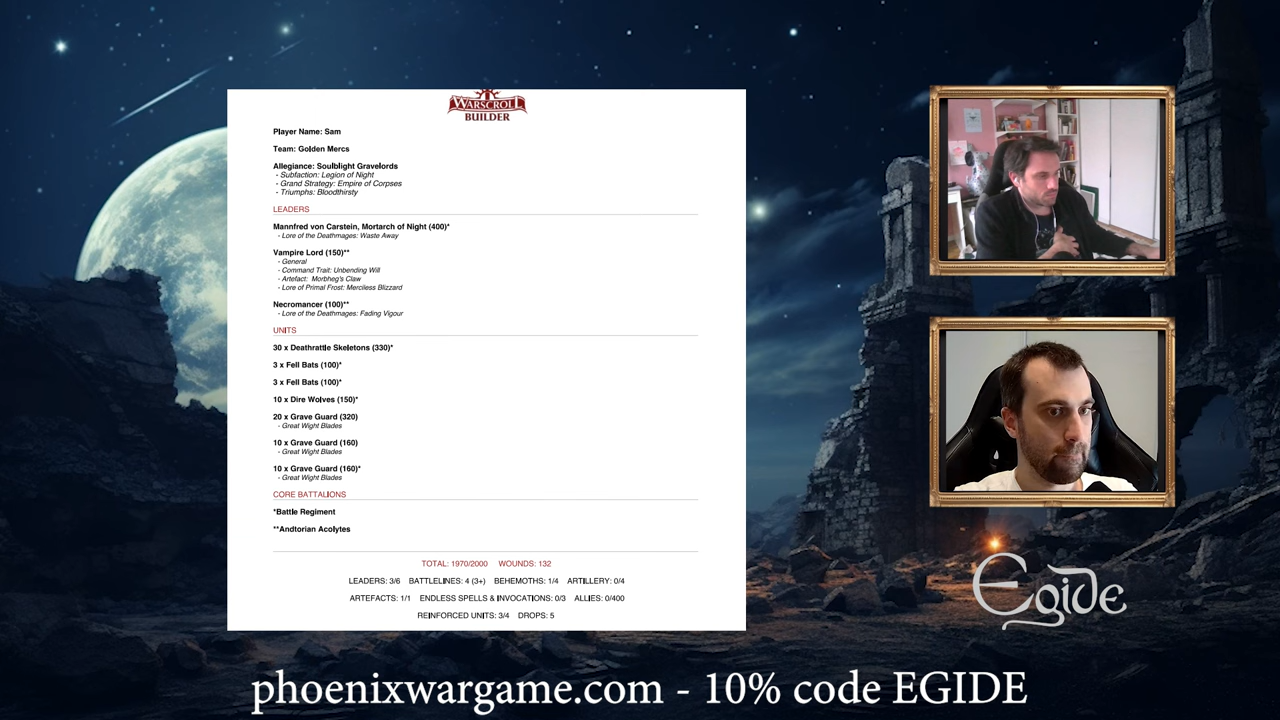 WARSCROLL
BUILDER
Player Name: Sam
Team: Golden Mercs
Allegiance: Soulblight Gravelords
- Subfaction: Legion of Night
- Grand Strategy: Empire of Corpses
- Triumphs: Bloodthirsty
LEADERS
Mannfred von Carstein, Mortarch of Night (400)*
- Lore of the Deathmages: Waste Away
Vampire Lord (150)**
- General
- Command Trait: Unbending Will
- Artefact: Morbheg's Claw
- Lore of Primal Frost: Merciless Blizzard
Necromancer (100)**
- Lore of the Deathmages: Fading Vigour
UNITS
30 x Deathrattle Skeletons (330)*
3 x Fell Bats (100)*
3 x Fell Bats (100)*
10 x Dire Wolves (150)*
20 x Grave Guard (320)
- Great Wight Blades
10 x Grave Guard (160)
- Great Wight Blades
10 x Grave Guard (160)*
- Great Wight Blades
CORE BATTALIONS
*Battle Regiment
**Andtorian Acolytes
TOTAL: 1970/2000 WOUNDS: 132
LEADERS: 3/6 BATTLELINES: 4 (3+) BEHEMOTHS: 1/4 ARTILLERY: 0/4
ARTEFACTS: 1/1 ENDLESS SPELLS & INVOCATIONS: 0/3 ALLIES: 0/400
REINFORCED UNITS: 3/4 DROPS: 5
Egide
phoenixwargame.com - 10% code EGIDE